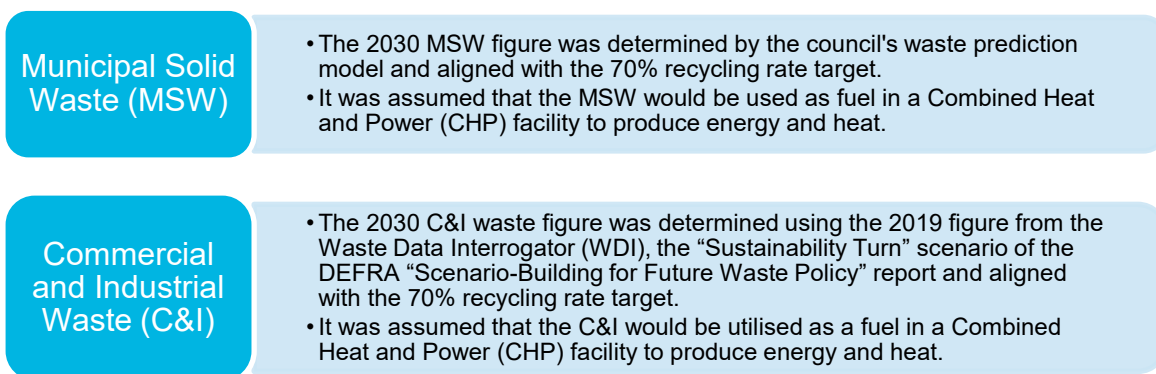 Municipal Solid
Waste (MSW)
• The 2030 MSW figure was determined by the council's waste prediction
model and aligned with the 70% recycling rate target.
• It was assumed that the MSW would be used as fuel in a Combined Heat
and Power (CHP) facility to produce energy and heat.
Commercial
and Industrial
Waste (C&I)
• The 2030 C&I waste figure was determined using the 2019 figure from the
Waste Data Interrogator (WDI), the “Sustainability Turn” scenario of the
DEFRA “Scenario-Building for Future Waste Policy” report and aligned
with the 70% recycling rate target.
• It was assumed that the C&I would be utilised as a fuel in a Combined
Heat and Power (CHP) facility to produce energy and heat.